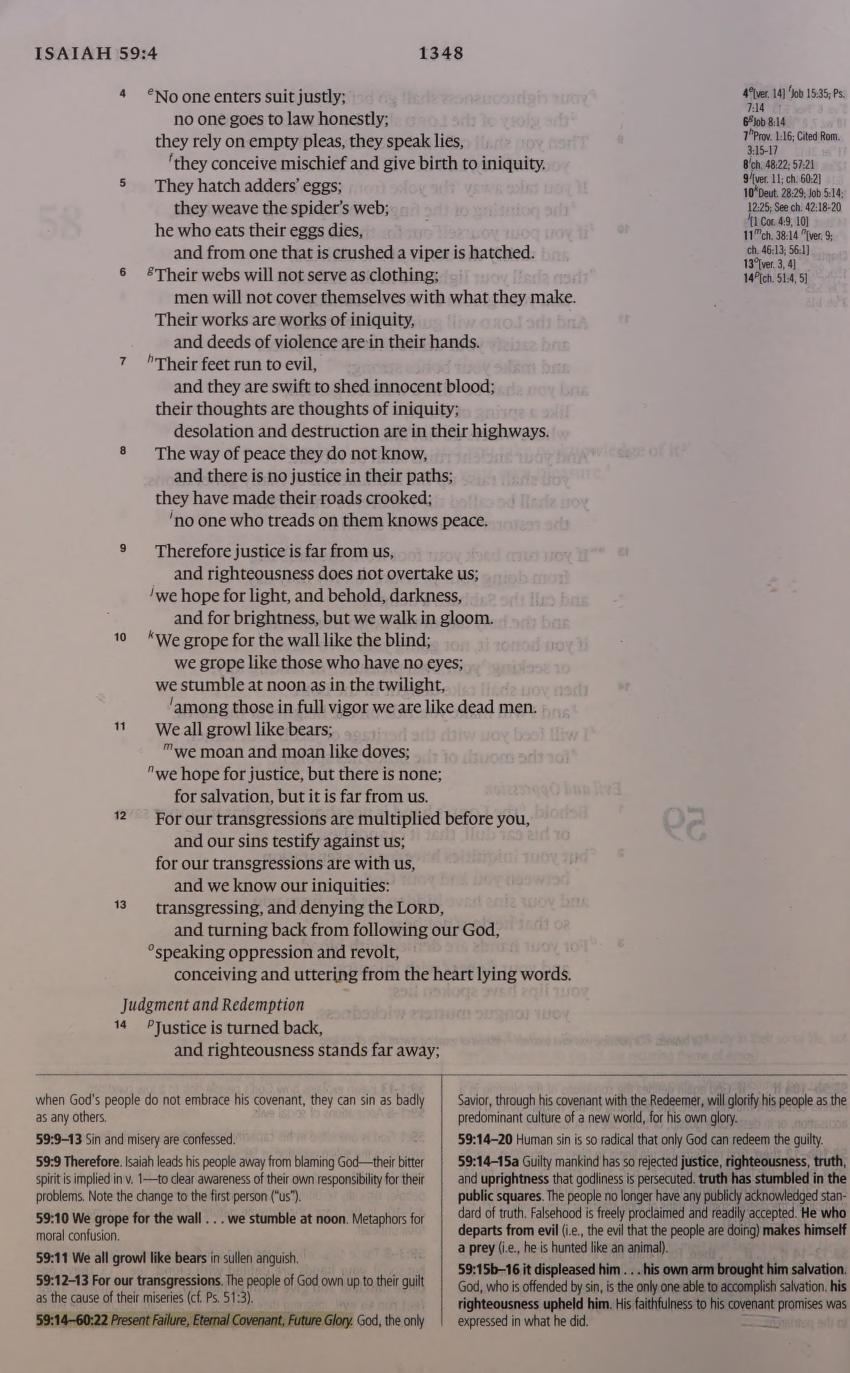 ISAIAH 59:4
1348
4 eNo one enters suit justly;
no one goes to law honestly;
they rely on empty pleas, they speak lies,
fthey conceive mischief and give birth to iniquity.
5 They hatch adders’ eggs;
they weave the spider’s web;
he who eats their eggs dies,
and from one that is crushed a viper is hatched.
6 gTheir webs will not serve as clothing;
men will not cover themselves with what they make.
Their works are works of iniquity,
and deeds of violence are in their hands.
7 hTheir feet run to evil,
and they are swift to shed innocent blood;
their thoughts are thoughts of iniquity;
desolation and destruction are in their highways.
8 The way of peace they do not know,
and there is no justice in their paths;
they have made their roads crooked;
ino one who treads on them knows peace.
9 Therefore justice is far from us,
and righteousness does not overtake us;
jwe hope for light, and behold, darkness,
and for brightness, but we walk in gloom.
10 kWe grope for the wall like the blind;
we grope like those who have no eyes;
we stumble at noon as in the twilight,
lamong those in full vigor we are like dead men.
11 We all growl like bears;
mwe moan and moan like doves;
nwe hope for justice, but there is none;
for salvation, but it is far from us.
12 For our transgressions are multiplied before you,
and our sins testify against us;
for our transgressions are with us,
and we know our iniquities:
13 transgressing, and denying the LORD,
and turning back from following our God,
ospeaking oppression and revolt,
conceiving and uttering from the heart lying words.
Judgment and Redemption
14 pJustice is turned back,
and righteousness stands far away;
4e[ver. 14] fJob 15:35; Ps.
7:14
6gJob 8:14
7hProv. 1:16; Cited Rom.
3:15-17
8ich. 48:22; 57:21
9j[ver. 11; ch. 60:2]
10kDeut. 28:29; Job 5:14;
12:25; See ch. 42:18-20
l[1 Cor. 4:9, 10]
11mch. 38:14 n[ver. 9;
ch. 46:13; 56:1]
13o[ver. 3, 4]
14p[ch. 51:4, 5]
when God’s people do not embrace his covenant, they can sin as badly
as any others.
59:9–13 Sin and misery are confessed.
59:9 Therefore. Isaiah leads his people away from blaming God—their bitter
spirit is implied in v. 1—to clear awareness of their own responsibility for their
problems. Note the change to the first person (“us”).
59:10 We grope for the wall . . . we stumble at noon. Metaphors for
moral confusion.
59:11 We all growl like bears in sullen anguish.
59:12–13 For our transgressions. The people of God own up to their guilt
as the cause of their miseries (cf. Ps. 51:3).
59:14–60:22 Present Failure, Eternal Covenant, Future Glory. God, the only
Savior, through his covenant with the Redeemer, will glorify his people as the
predominant culture of a new world, for his own glory.
59:14–20 Human sin is so radical that only God can redeem the guilty.
59:14–15a Guilty mankind has so rejected justice, righteousness, truth,
and uprightness that godliness is persecuted. truth has stumbled in the
public squares. The people no longer have any publicly acknowledged stan-
dard of truth. Falsehood is freely proclaimed and readily accepted. He who
departs from evil (i.e., the evil that the people are doing) makes himself
a prey (i.e., he is hunted like an animal).
59:15b–16 it displeased him . . . his own arm brought him salvation.
God, who is offended by sin, is the only one able to accomplish salvation. his
righteousness upheld him. His faithfulness to his covenant promises was
expressed in what he did.